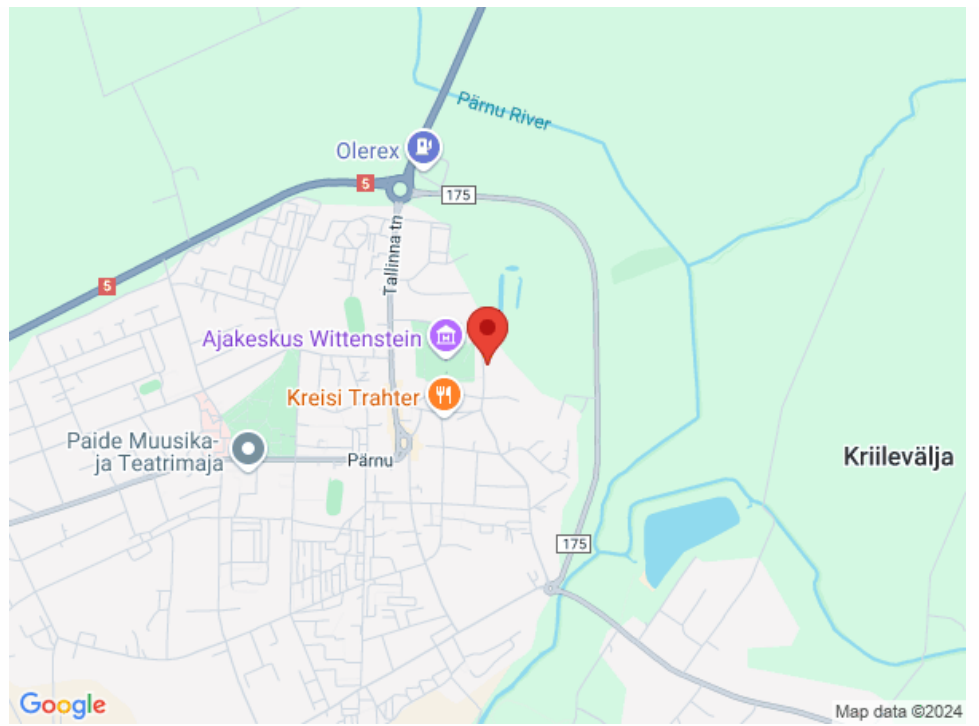 Pärnu River
Olerex
5
175
Tallinna tn
5
Ajakeskus Wittenstein
Kreisi Trahter
Paide Muusika-
ja Teatrimaja
Pärnu
Kriilevälja
175
Google
Map data ©2024